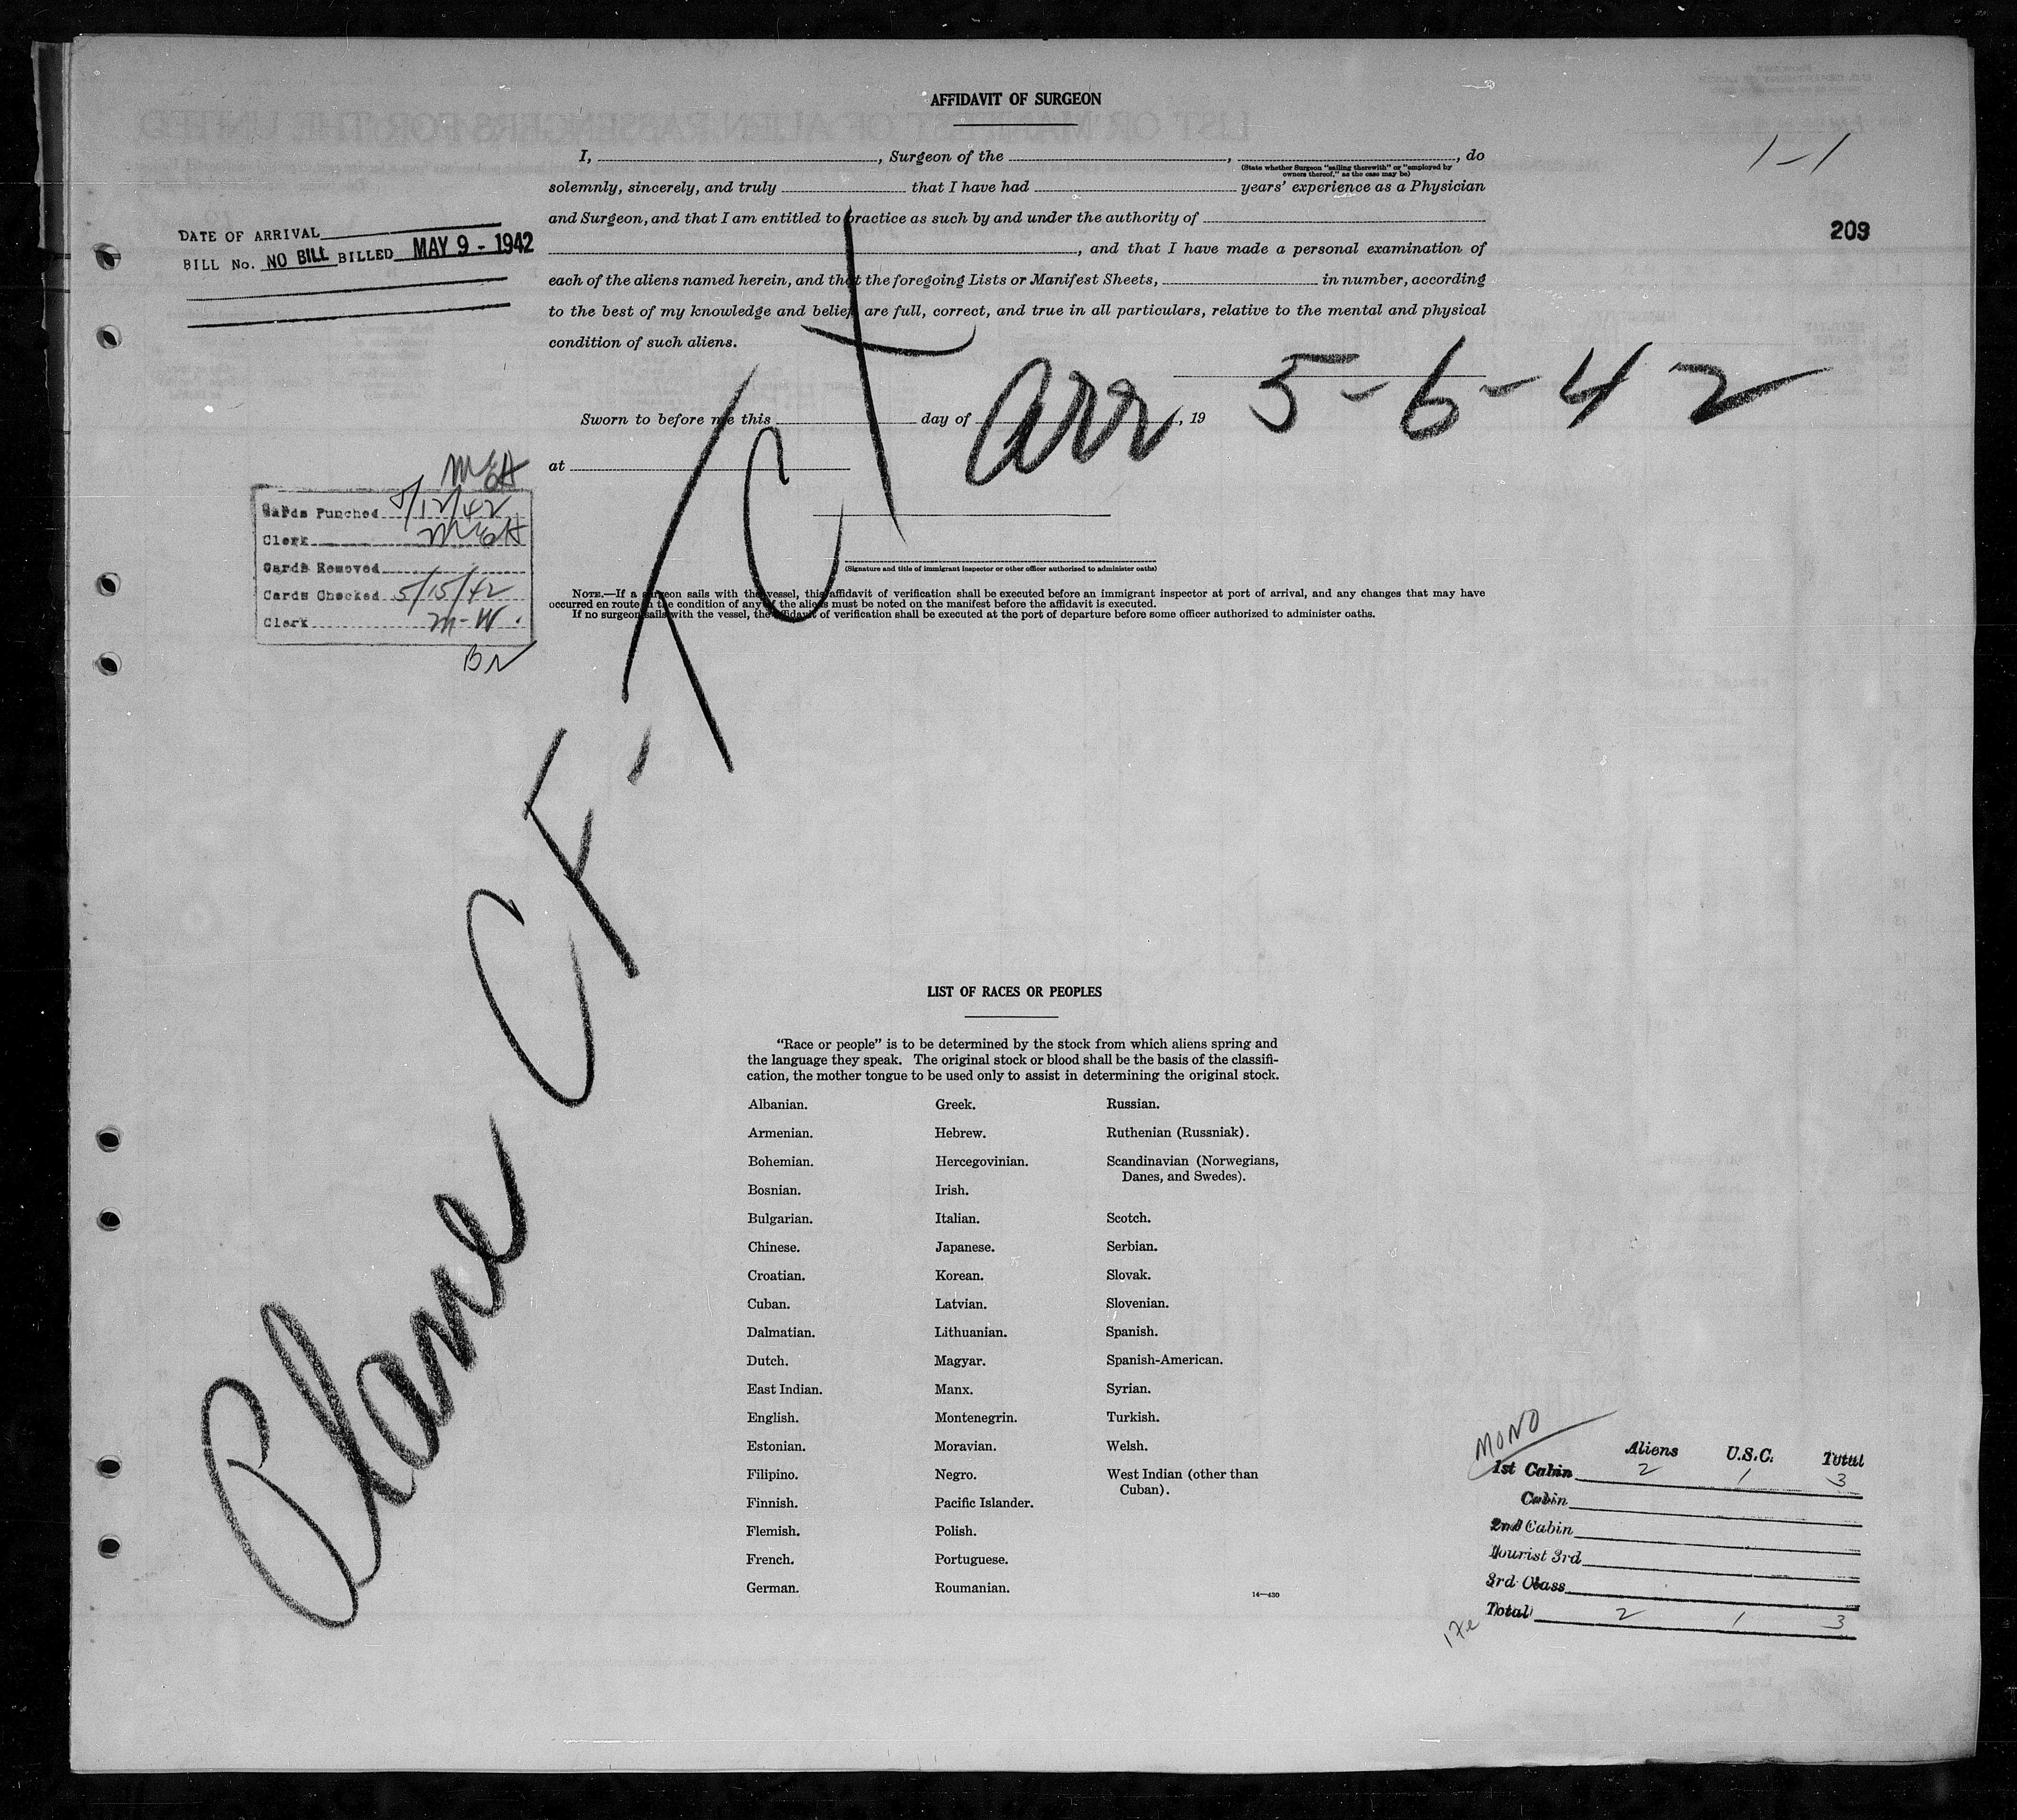 AFFIDAVIT OF SURGEON
I, , Surgeon of the , , do
(State whether Surgeon "sailing therewith" or "employed by
owners thereof," as the case may be)
solemnly, sincerely, and truly that I have had years' experience as a Physician
and Surgeon, and that I am entitled to practice as such by and under the authority of
, and that I have made a personal examination of
each of the aliens named herein, and that the foregoing Lists or Manifest Sheets, in number, according
to the best of my knowledge and belief, are full, correct, and true in all particulars, relative to the mental and physical
condition of such aliens.
Sworn to before me this day of , 19
at
(Signature and title of immigrant inspector or other officer authorized to administer oaths)
NOTE.—If a surgeon sails with the vessel, this affidavit of verification shall be executed before an immigrant inspector at port of arrival, and any changes that may have
occurred en route in the condition of any of the aliens must be noted on the manifest before the affidavit is executed.
If no surgeon sails with the vessel, the affidavit of verification shall be executed at the port of departure before some officer authorized to administer oaths.
1-1
209
DATE OF ARRIVAL
BILL No. NO BILL BILLED MAY 9 - 1942
arr 5-6-42
Plane CF-TCT
MEH
Cards Punched 5/12/42
Clerk MEH
Cards Removed
Cards Checked 5/15/42
Clerk M-W.
LIST OF RACES OR PEOPLES
"Race or people" is to be determined by the stock from which aliens spring and
the language they speak. The original stock or blood shall be the basis of the classifi-
cation, the mother tongue to be used only to assist in determining the original stock.
Albanian.
Armenian.
Bohemian.
Bosnian.
Bulgarian.
Chinese.
Croatian.
Cuban.
Dalmatian.
Dutch.
East Indian.
English.
Estonian.
Filipino.
Finnish.
Flemish.
French.
German.
Greek.
Hebrew.
Hercegovinian.
Irish.
Italian.
Japanese.
Korean.
Latvian.
Lithuanian.
Magyar.
Manx.
Montenegrin.
Moravian.
Negro.
Pacific Islander.
Polish.
Portuguese.
Roumanian.
Russian.
Ruthenian (Russniak).
Scandinavian (Norwegians,
Danes, and Swedes).
Scotch.
Serbian.
Slovak.
Slovenian.
Spanish.
Spanish-American.
Syrian.
Turkish.
Welsh.
West Indian (other than
Cuban).
14—430
MONO
Aliens U.S.C. Total
1st Cabin 2 1 3
Cabin
2nd Cabin
Tourist 3rd
3rd Class
Total 2 1 3